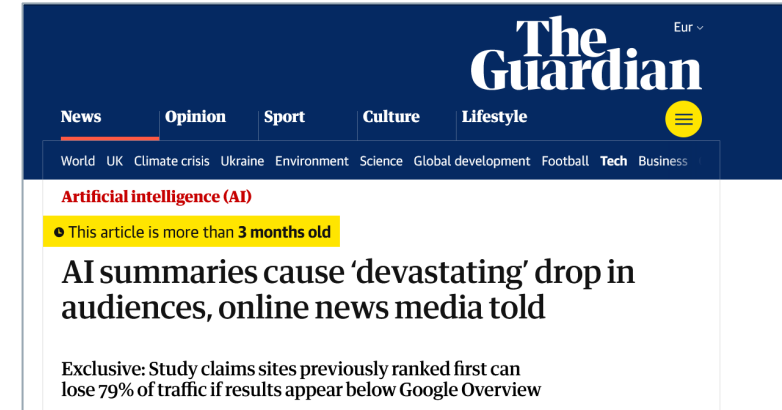 Eur
The
Guardian
News Opinion Sport Culture Lifestyle
World UK Climate crisis Ukraine Environment Science Global development Football Tech Business
Artificial intelligence (AI)
This article is more than 3 months old
AI summaries cause ‘devastating’ drop in
audiences, online news media told
Exclusive: Study claims sites previously ranked first can
lose 79% of traffic if results appear below Google Overview